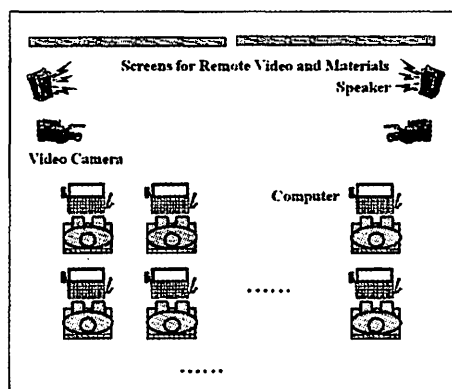 Screens for Remote Video and Materials
Speaker
Video Camera
Computer
......
......